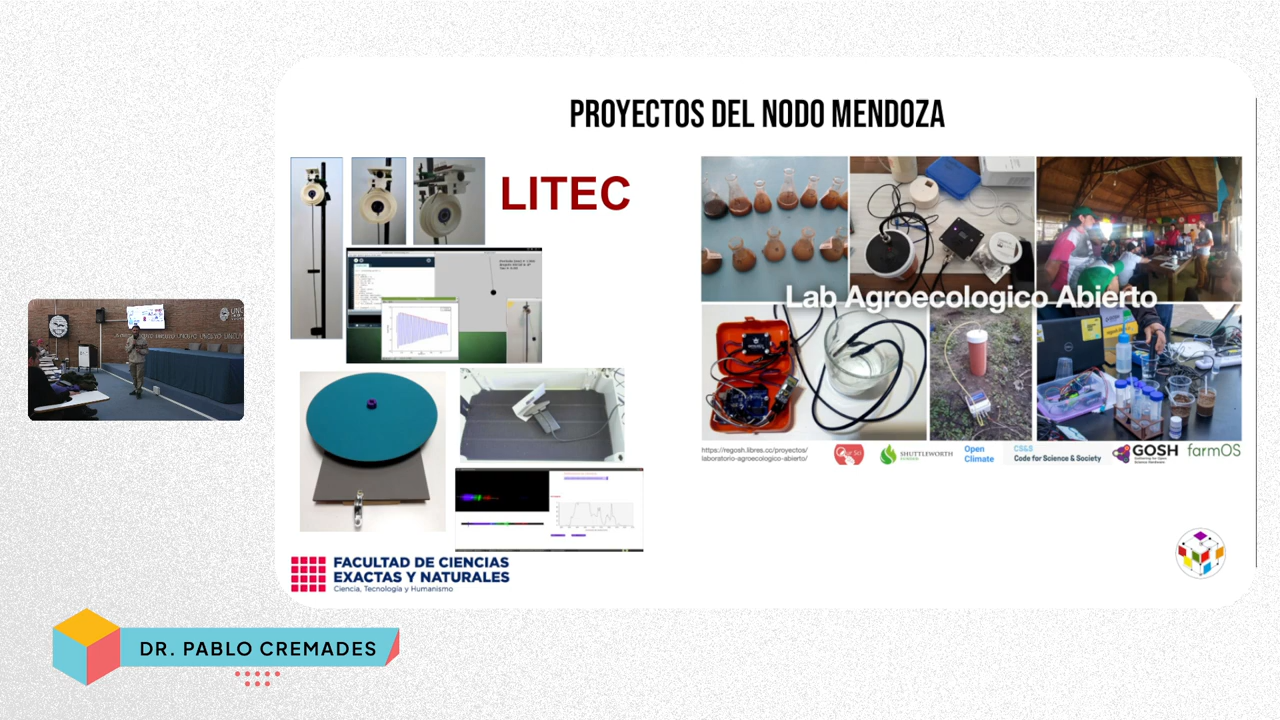 PROYECTOS DEL NODO MENDOZA
LITEC
Lab Agroecologico Abierto
https://regosh.libres.cc/proyectos/
laboratorio-agroecologico-abierto/
SHUTTLEWORTH
Open
Climate
CS&S
Code for Science & Society
GOSH
farmOS
FACULTAD DE CIENCIAS
EXACTAS Y NATURALES
Ciencia, Tecnología y Humanismo
DR. PABLO CREMADES